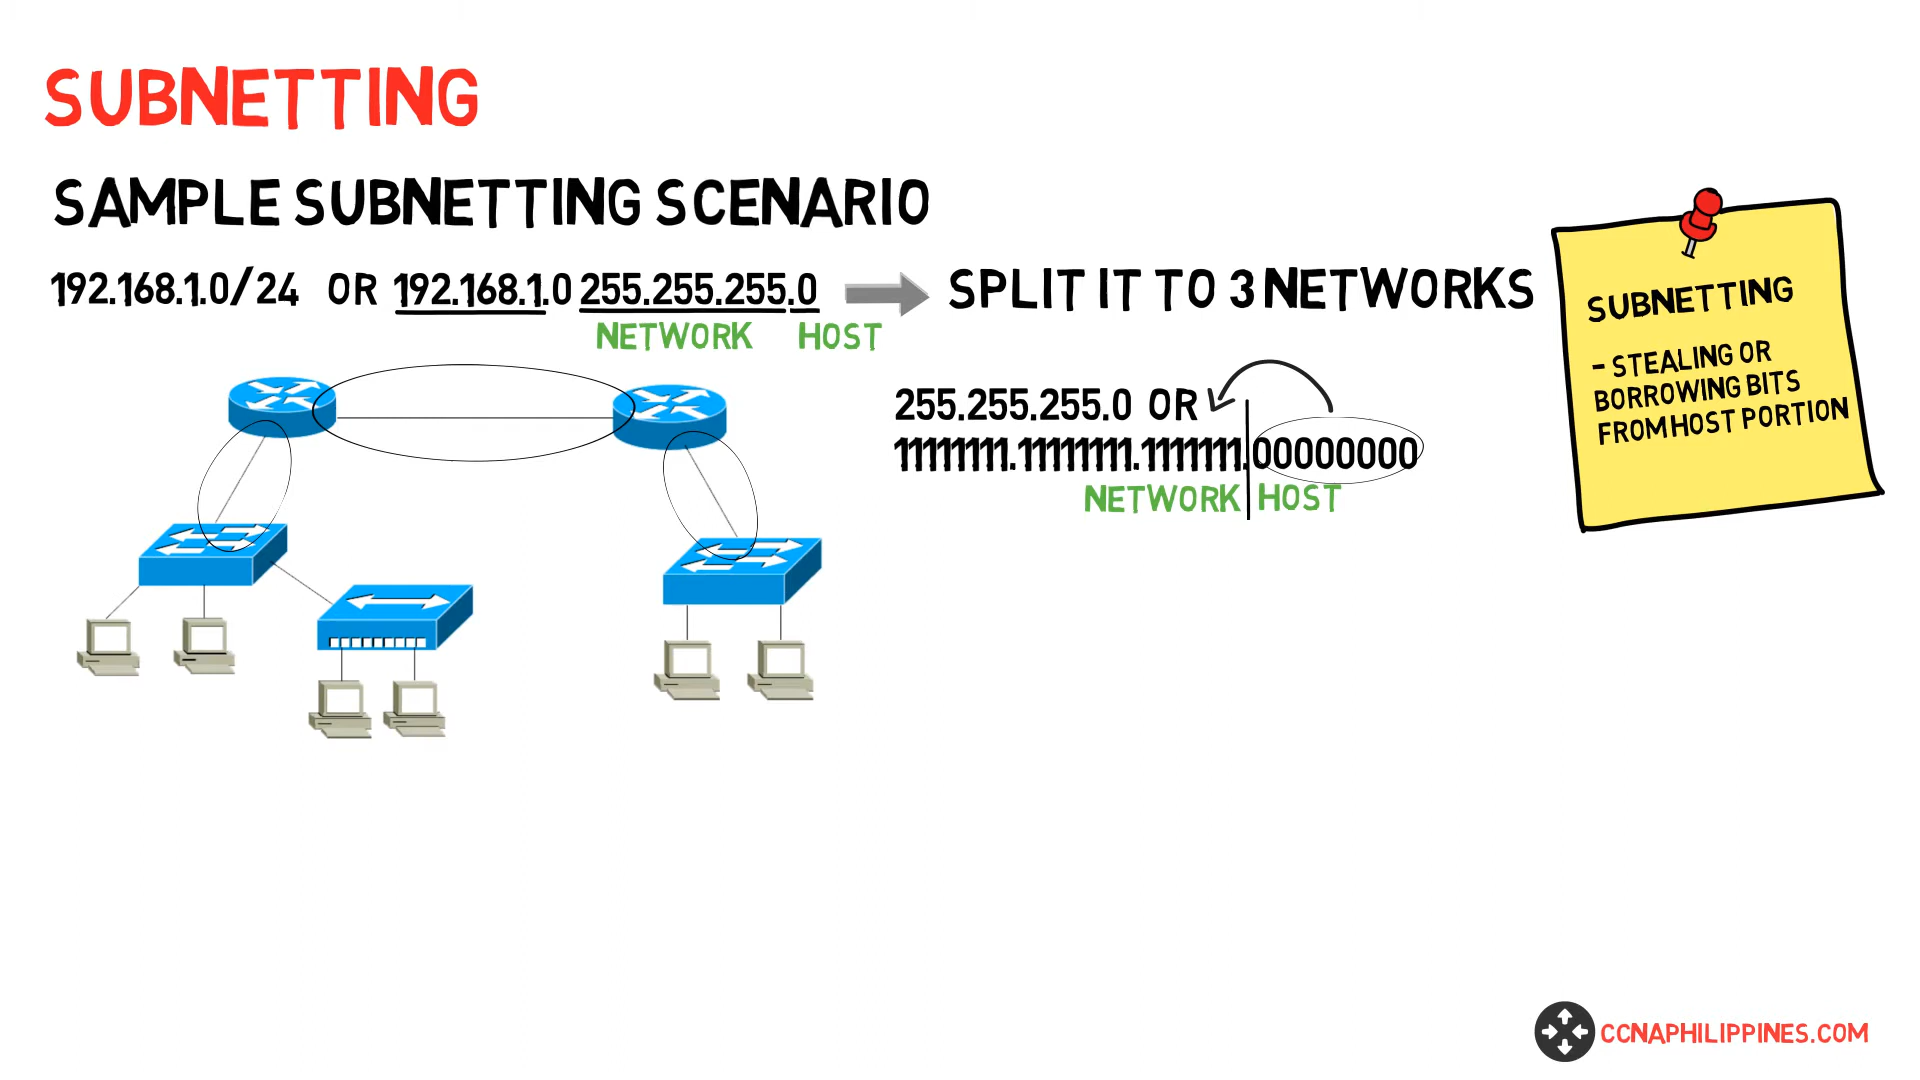 SUBNETTING
SAMPLE SUBNETTING SCENARIO
192.168.1.0/24 OR 192.168.1.0 255.255.255.0 SPLIT IT TO 3 NETWORKS
NETWORK HOST
255.255.255.0 OR
11111111.11111111.1111111.00000000
NETWORK HOST
SUBNETTING
- STEALING OR
BORROWING BITS
FROM HOST PORTION
CCNAPHILIPPINES.COM